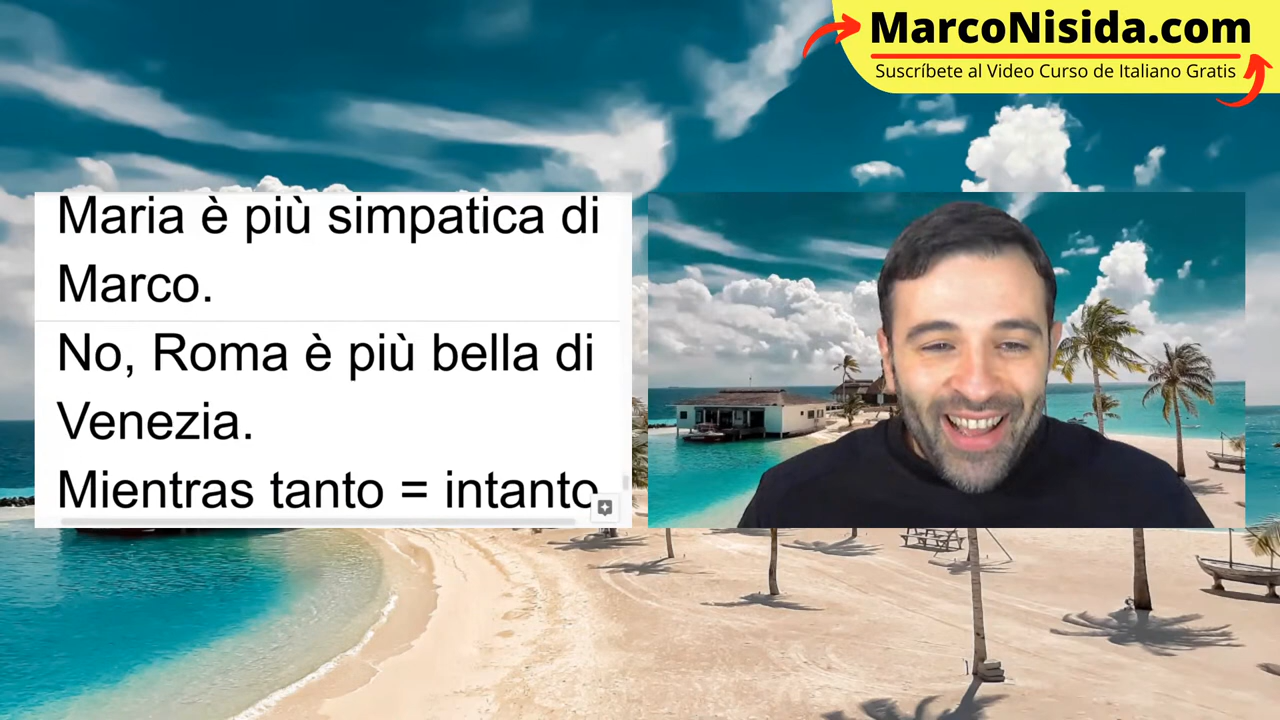 MarcoNisida.com
Suscríbete al Video Curso de Italiano Gratis
Maria è più simpatica di
Marco.
No, Roma è più bella di
Venezia.
Mientras tanto = intanto